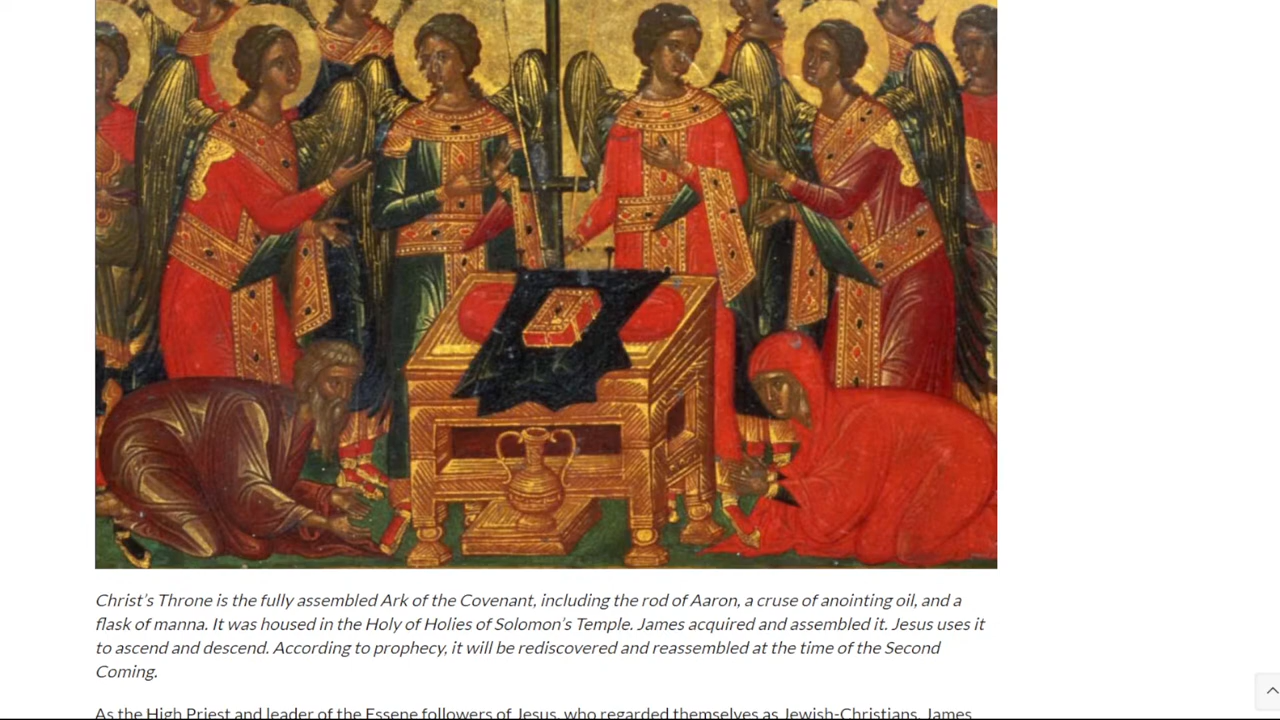 Christ's Throne is the fully assembled Ark of the Covenant, including the rod of Aaron, a cruse of anointing oil, and a
flask of manna. It was housed in the Holy of Holies of Solomon's Temple. James acquired and assembled it. Jesus uses it
to ascend and descend. According to prophecy, it will be rediscovered and reassembled at the time of the Second
Coming.
As the High Priest and leader of the Essene followers of Jesus, who regarded themselves as Jewish-Christians, James